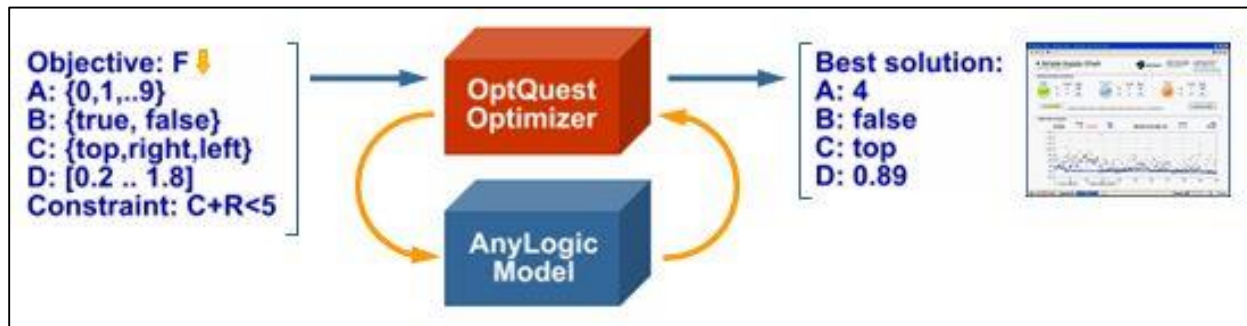 Objective: F
A: {0,1,..9}
B: {true, false}
C: {top,right,left}
D: [0.2 .. 1.8]
Constraint: C+R<5
OptQuest
Optimizer
AnyLogic
Model
Best solution:
A: 4
B: false
C: top
D: 0.89